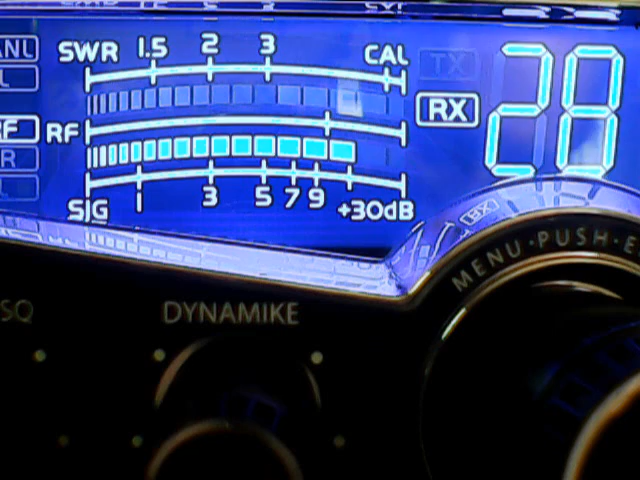 ANL
SWR 1.5 2 3 CAL
TX
RX
28
RF
R
SIG 1 3 5 7 9 +30dB
MENU·PUSH·E
SQ
DYNAMIKE